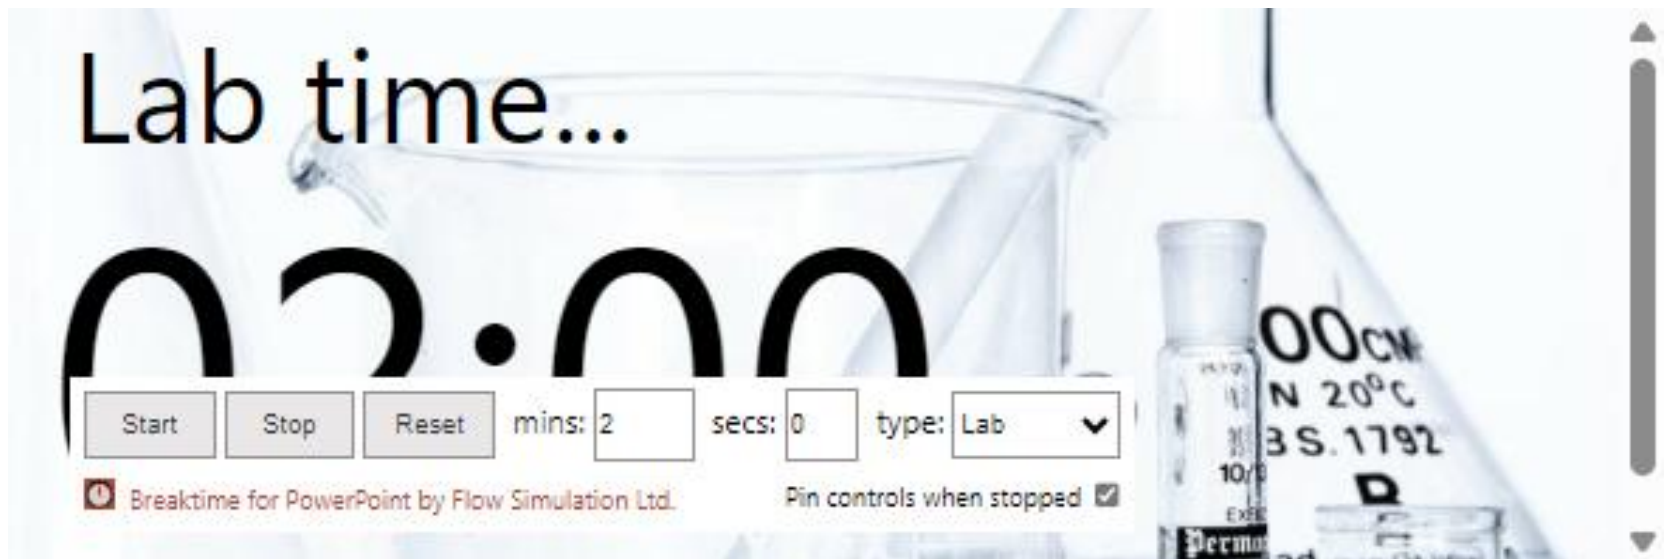 Lab time...
02:00
Start Stop Reset mins: 2 secs: 0 type: Lab
Breaktime for PowerPoint by Flow Simulation Ltd.
Pin controls when stopped
00CM
N 20°C
BS.1792
10/